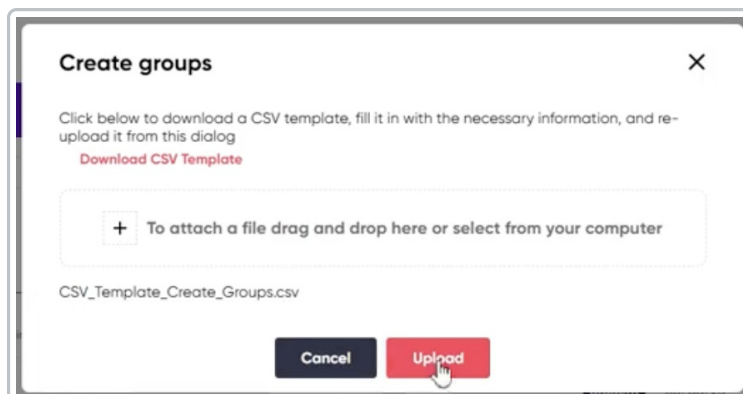 Create groups
Click below to download a CSV template, fill it in with the necessary information, and re-
upload it from this dialog
Download CSV Template
+ To attach a file drag and drop here or select from your computer
CSV_Template_Create_Groups.csv
Cancel Upload